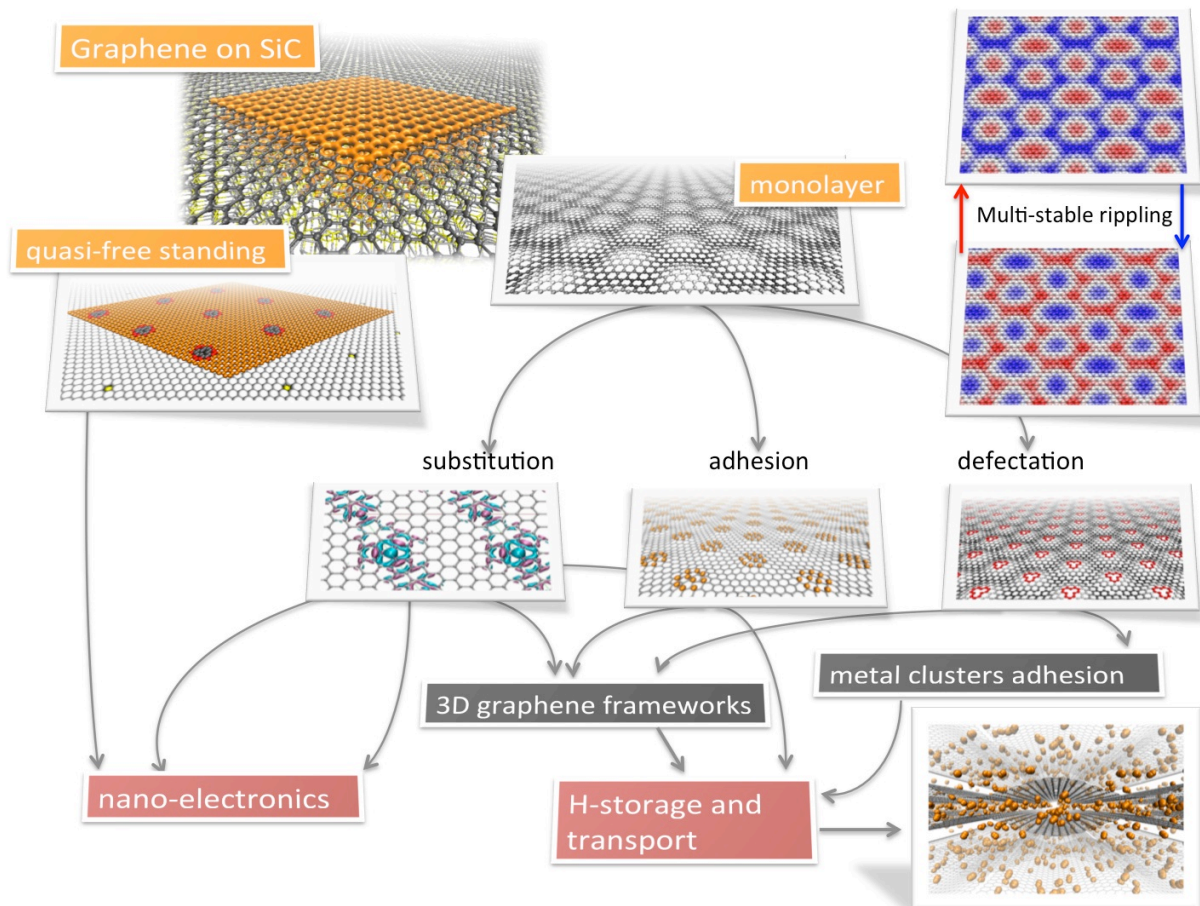 Graphene on SiC
monolayer
Multi-stable rippling
quasi-free standing
substitution
adhesion
defectation
metal clusters adhesion
3D graphene frameworks
nano-electronics
H-storage and
transport